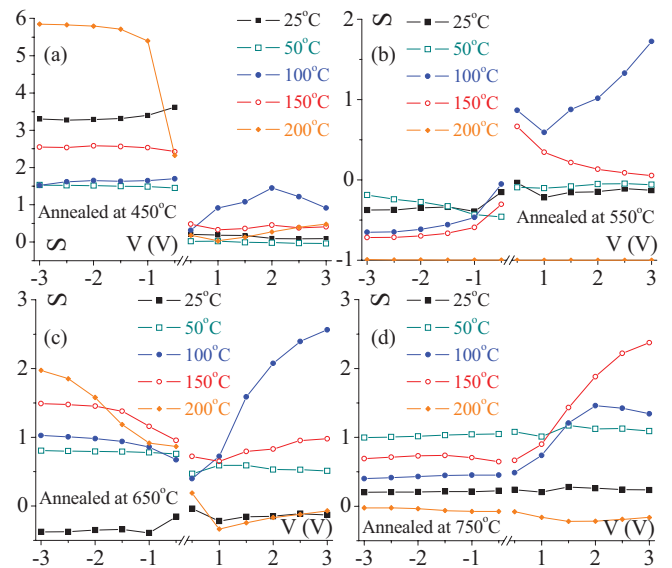 6
5
4
3
2
1
0
(a)
25°C
50°C
100°C
150°C
200°C
Annealed at 450°C
S
V (V)
-3 -2 -1 1 2 3
2
1
0
-1
S
(b)
25°C
50°C
100°C
150°C
200°C
Annealed at 550°C
V (V)
-3 -2 -1 1 2 3
3
2
1
0
S
(c)
25°C
50°C
100°C
150°C
200°C
Annealed at 650°C
V (V)
-3 -2 -1 1 2 3
3
2
1
0
S
(d)
25°C
50°C
100°C
150°C
200°C
Annealed at 750°C
V (V)
-3 -2 -1 1 2 3